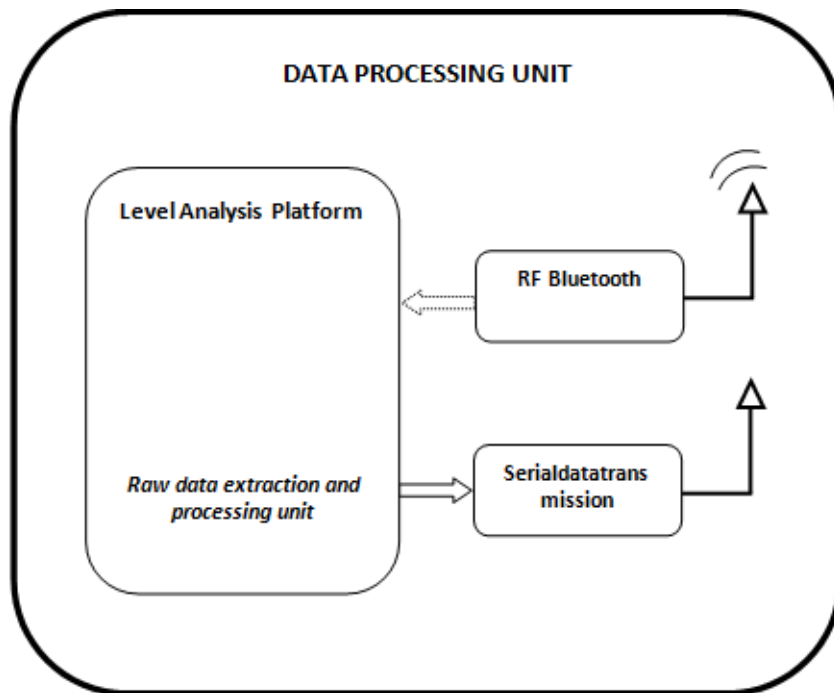 DATA PROCESSING UNIT
Level Analysis Platform
RF Bluetooth
Raw data extraction and
processing unit
Serialdatatrans
mission